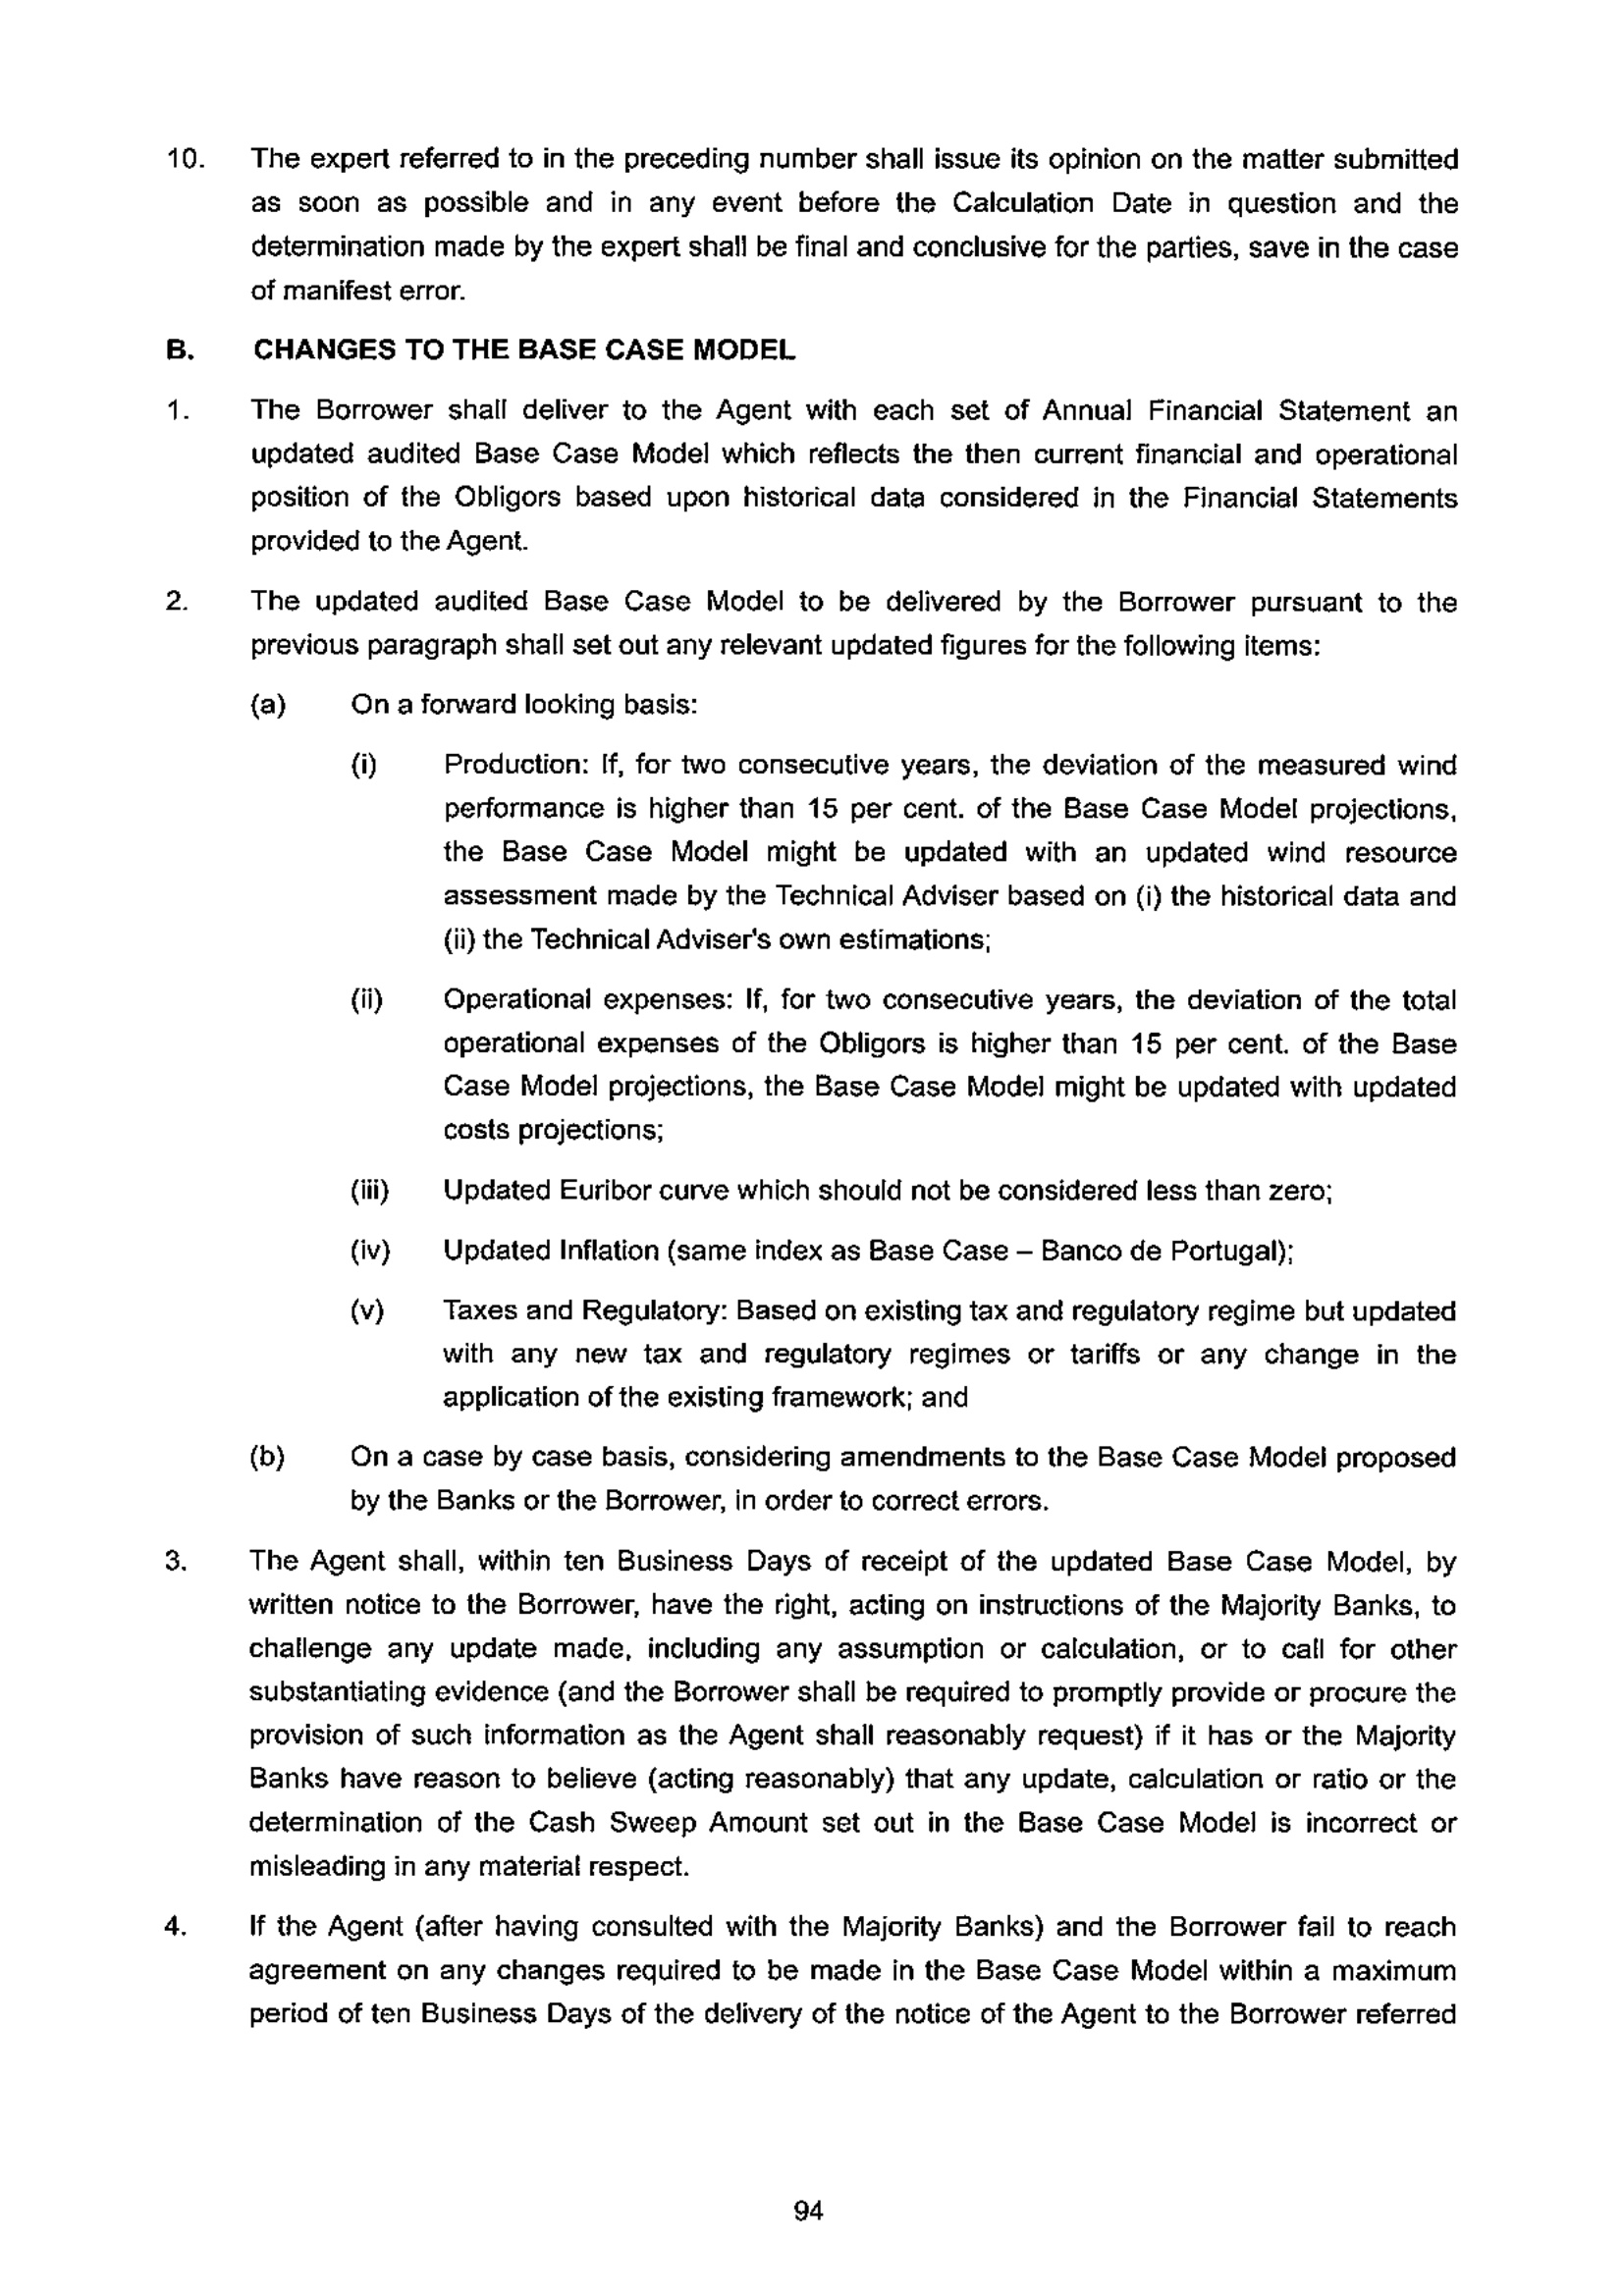 10. The expert referred to in the preceding number shall issue its opinion on the matter submitted
as soon as possible and in any event before the Calculation Date in question and the
determination made by the expert shall be final and conclusive for the parties, save in the case
of manifest error.
B. CHANGES TO THE BASE CASE MODEL
1. The Borrower shall deliver to the Agent with each set of Annual Financial Statement an
updated audited Base Case Model which reflects the then current financial and operational
position of the Obligors based upon historical data considered in the Financial Statements
provided to the Agent.
2. The updated audited Base Case Model to be delivered by the Borrower pursuant to the
previous paragraph shall set out any relevant updated figures for the following items:
(a) On a forward looking basis:
(i) Production: If, for two consecutive years, the deviation of the measured wind
performance is higher than 15 per cent. of the Base Case Model projections,
the Base Case Model might be updated with an updated wind resource
assessment made by the Technical Adviser based on (i) the historical data and
(ii) the Technical Adviser's own estimations;
(ii) Operational expenses: If, for two consecutive years, the deviation of the total
operational expenses of the Obligors is higher than 15 per cent. of the Base
Case Model projections, the Base Case Model might be updated with updated
costs projections;
(iii) Updated Euribor curve which should not be considered less than zero;
(iv) Updated Inflation (same index as Base Case – Banco de Portugal);
(v) Taxes and Regulatory: Based on existing tax and regulatory regime but updated
with any new tax and regulatory regimes or tariffs or any change in the
application of the existing framework; and
(b) On a case by case basis, considering amendments to the Base Case Model proposed
by the Banks or the Borrower, in order to correct errors.
3. The Agent shall, within ten Business Days of receipt of the updated Base Case Model, by
written notice to the Borrower, have the right, acting on instructions of the Majority Banks, to
challenge any update made, including any assumption or calculation, or to call for other
substantiating evidence (and the Borrower shall be required to promptly provide or procure the
provision of such information as the Agent shall reasonably request) if it has or the Majority
Banks have reason to believe (acting reasonably) that any update, calculation or ratio or the
determination of the Cash Sweep Amount set out in the Base Case Model is incorrect or
misleading in any material respect.
4. If the Agent (after having consulted with the Majority Banks) and the Borrower fail to reach
agreement on any changes required to be made in the Base Case Model within a maximum
period of ten Business Days of the delivery of the notice of the Agent to the Borrower referred
94